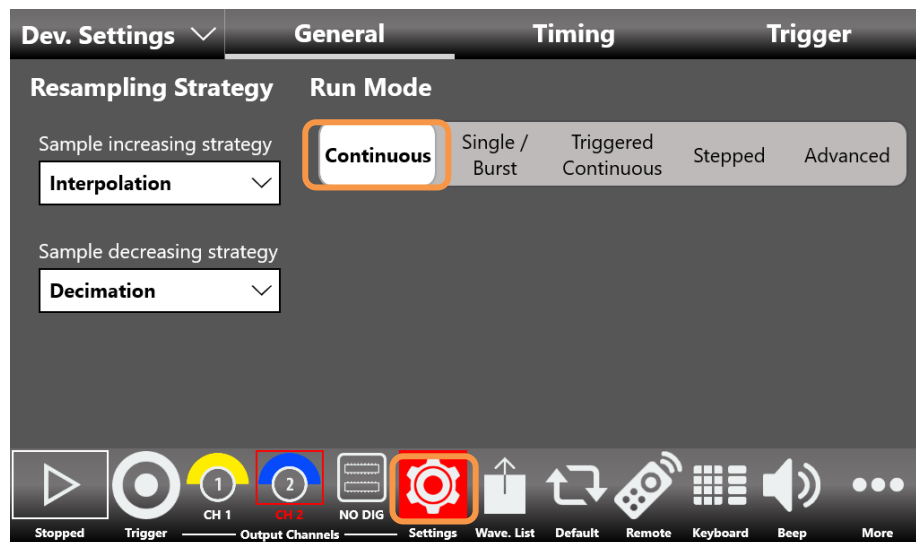 Dev. Settings
General
Timing
Trigger
Resampling Strategy
Run Mode
Sample increasing strategy
Interpolation
Continuous
Single /
Burst
Triggered
Continuous
Stepped
Advanced
Sample decreasing strategy
Decimation
1
2
CH 1
CH 2
NO DIG
Stopped
Trigger
Output Channels
Settings
Wave. List
Default
Remote
Keyboard
Beep
More